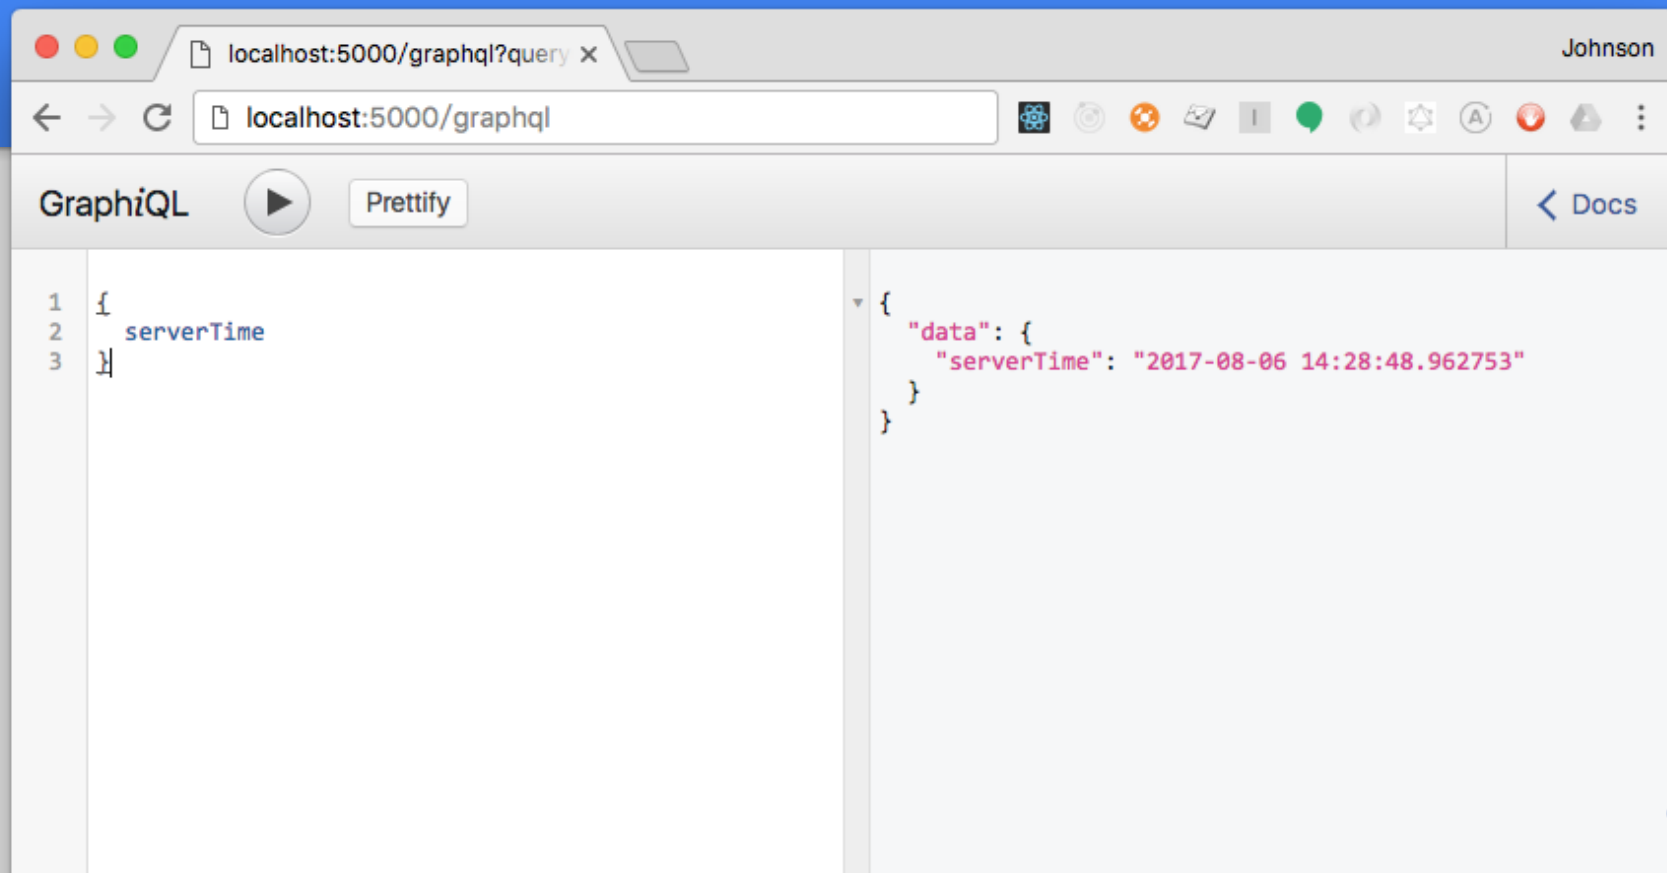 localhost:5000/graphql?query
Johnson
localhost:5000/graphql
GraphiQL
Prettify
Docs
1 {
2 serverTime
3 }
{
"data": {
"serverTime": "2017-08-06 14:28:48.962753"
}
}